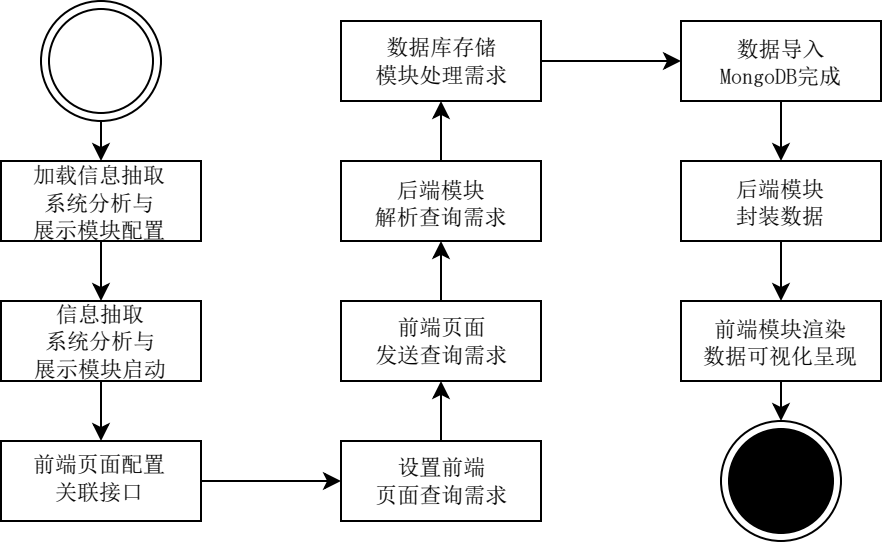 加载信息抽取
系统分析与
展示模块配置
信息抽取
系统分析与
展示模块启动
前端页面配置
关联接口
设置前端
页面查询需求
前端页面
发送查询需求
后端模块
解析查询需求
数据库存储
模块处理需求
数据导入
MongoDB完成
后端模块
封装数据
前端模块渲染
数据可视化呈现